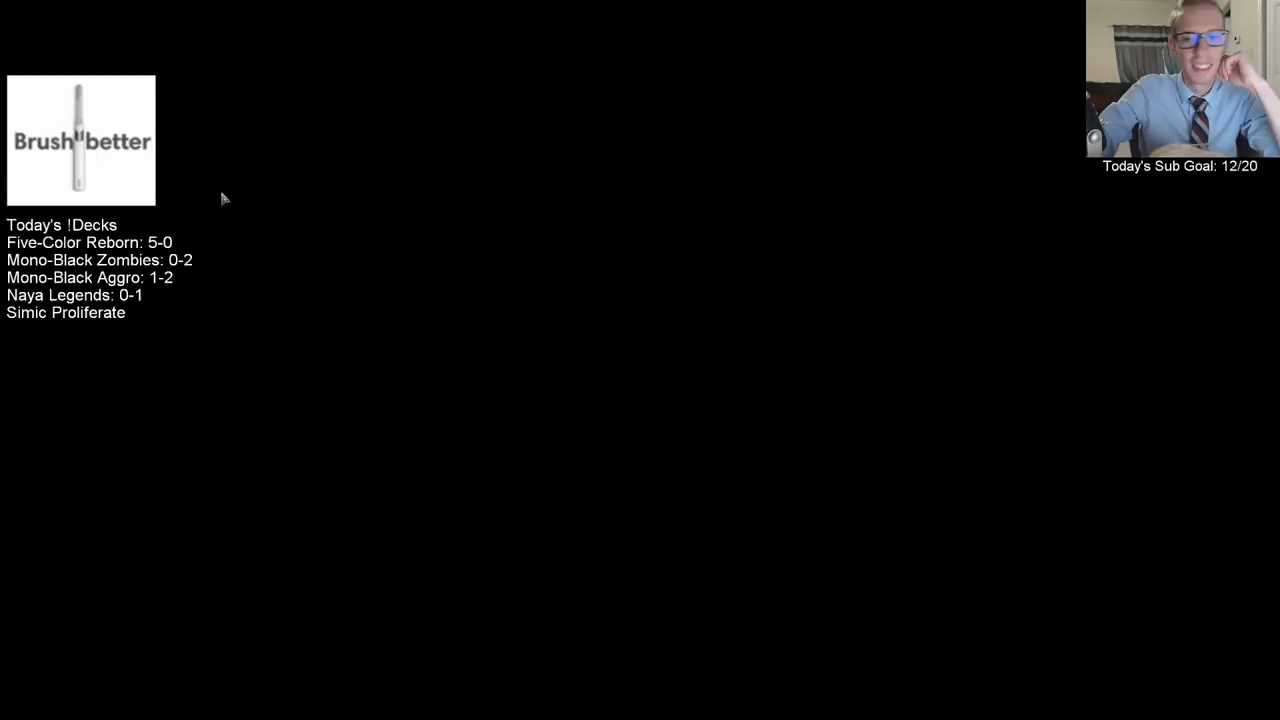 Brush better
Today's Sub Goal: 12/20
Today's !Decks
Five-Color Reborn: 5-0
Mono-Black Zombies: 0-2
Mono-Black Aggro: 1-2
Naya Legends: 0-1
Simic Proliferate